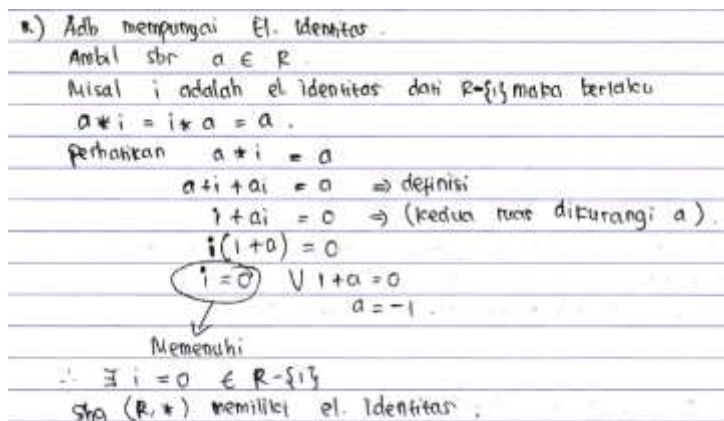 *) Adb mempunyai El. Identitas.
Ambil sbr a ∈ R
Misal i adalah el identitas dari R-{1} maka berlaku
a * i = i * a = a.
perhatikan a * i = a
a + i + ai = a ⇒ definisi
i + ai = 0 ⇒ (kedua ruas dikurangi a).
i(1+a) = 0
i = 0 ∨ 1+a = 0
a = -1.
Memenuhi
∴ ∃ i = 0 ∈ R-{1}
shg (R,*) memiliki el. Identitas.